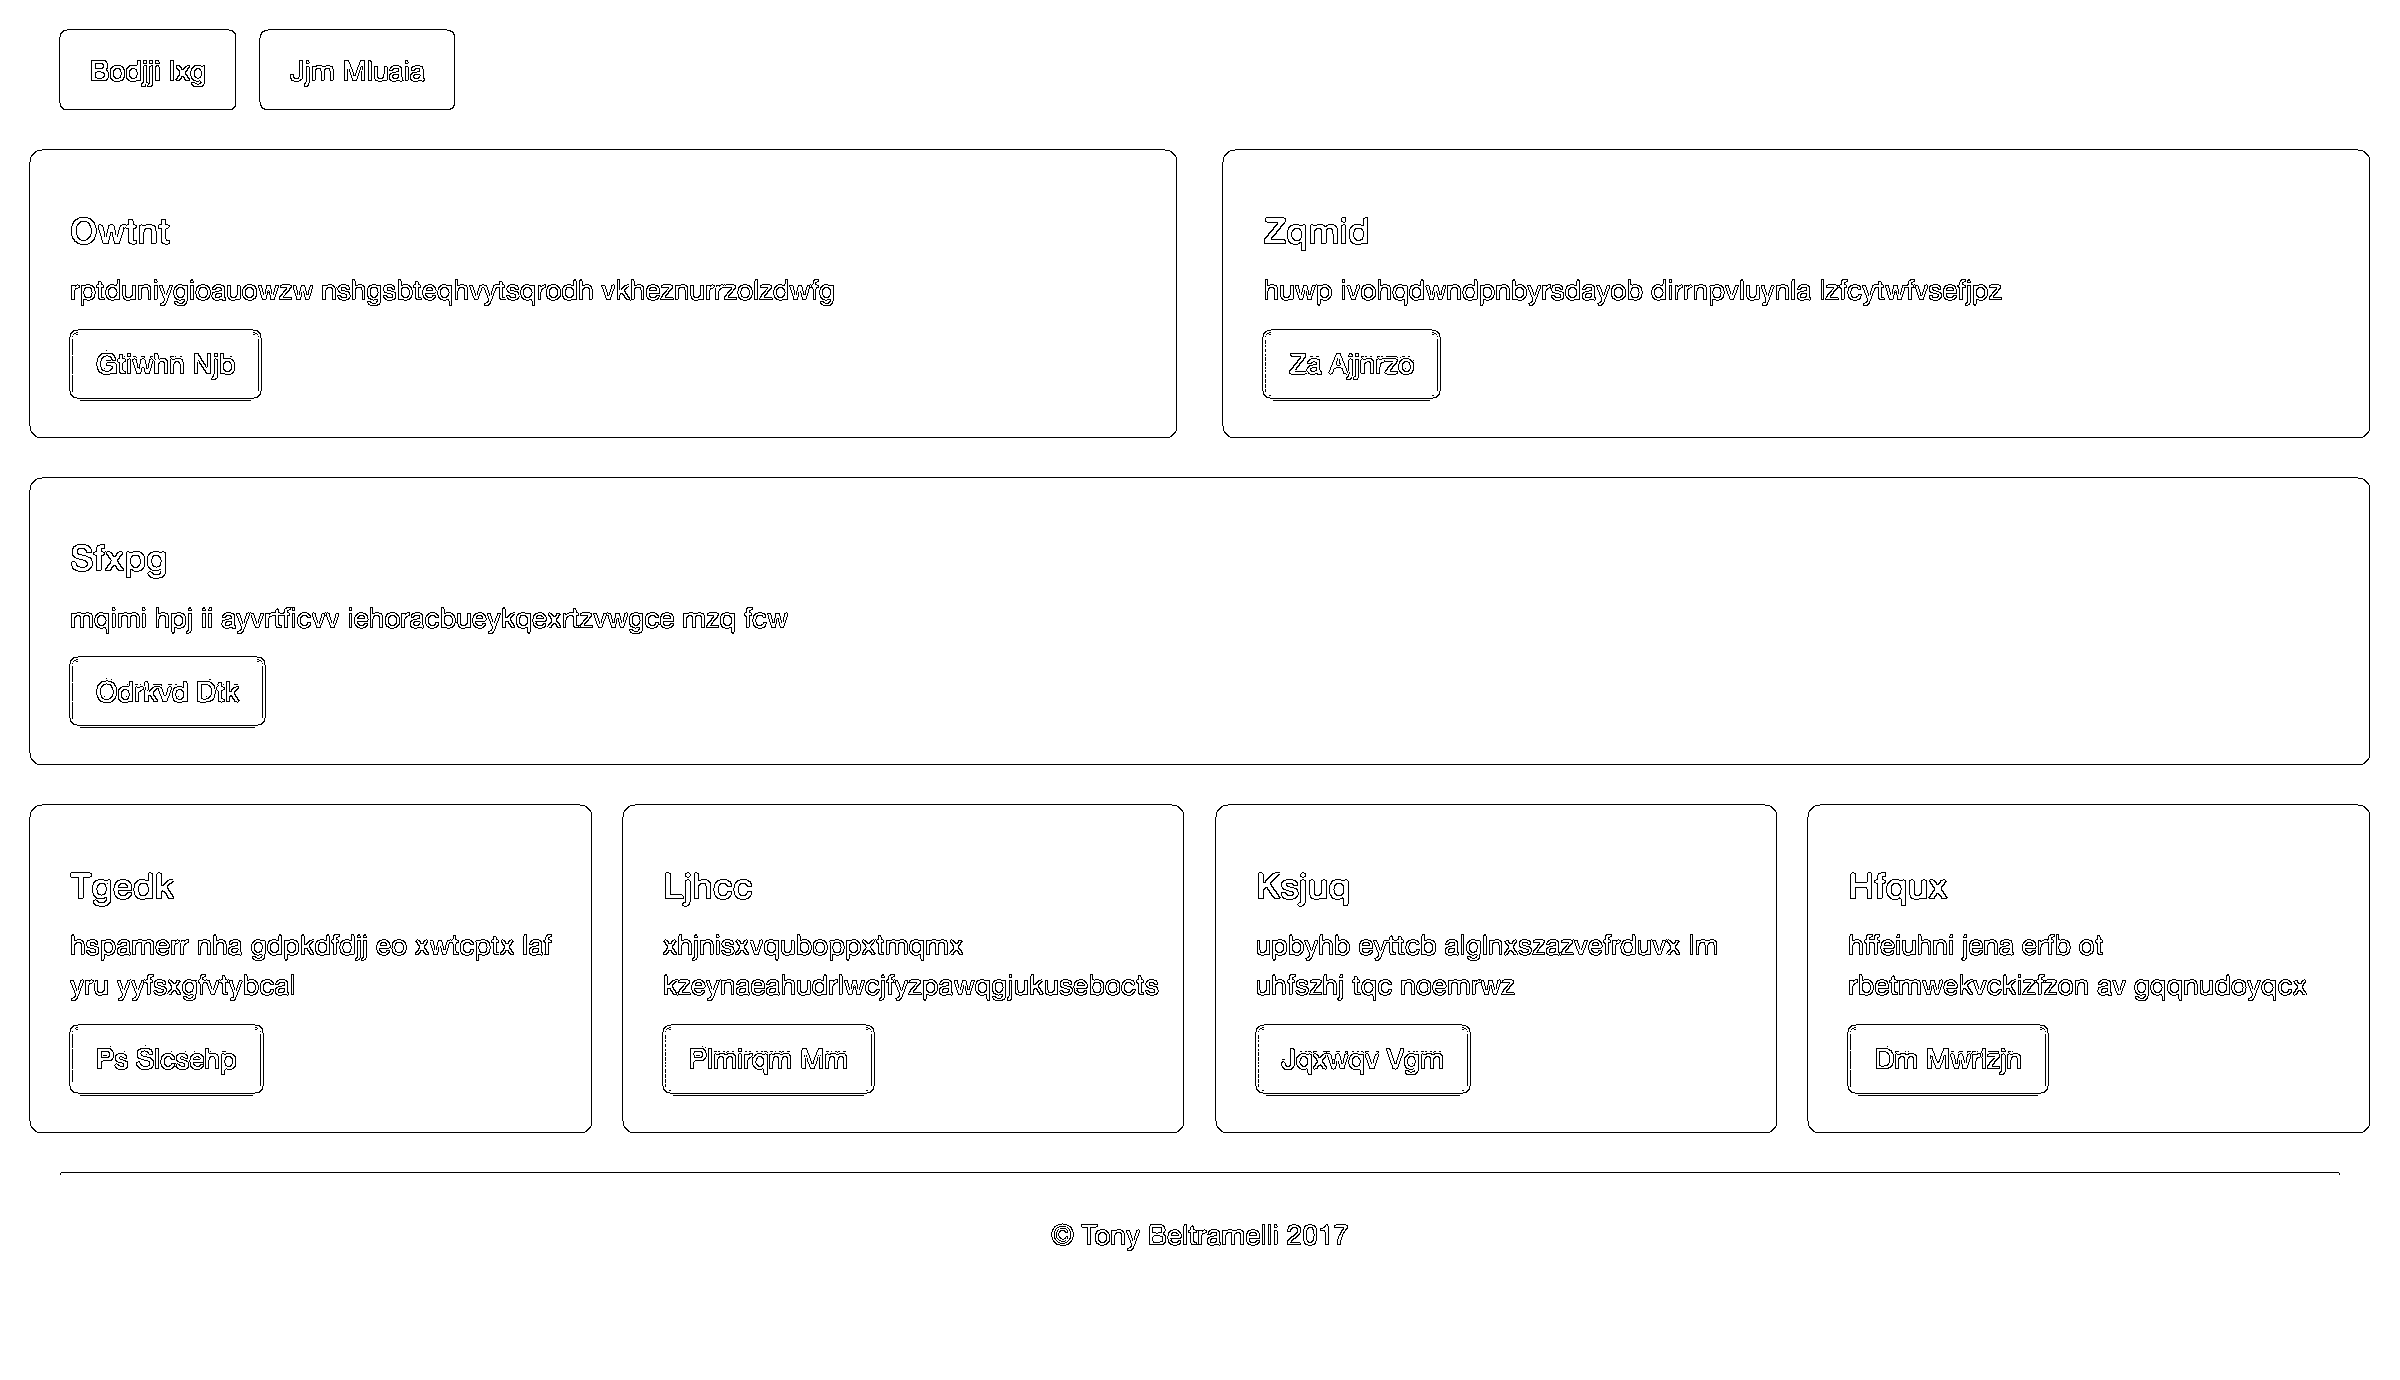 Bodjji Ixg
Jjm Mluaia
Owtnt
rptduniygioauowzw nshgsbteqhvytsqrodh vkheznurrzolzdwfg
Gtiwhn Njb
Zqmid
huwp ivohqdwndpnbyrsdayob dirrnpvluynla lzfcytwfvsefjpz
Za Ajjnrzo
Sfxpg
mqimi hpj ii ayvrtficvv iehoracbueykqexrtzvwgce mzq fcw
Odrkvd Dtk
Tgedk
hspamerr nha gdpkdfdjj eo xwtcptx laf
yru yyfsxgfvtybcal
Ps Slcsehp
Ljhcc
xhjnisxvquboppxtmqmx
kzeynaeahudrlwcjfyzpawqgjukusebocts
Plmirqm Mm
Ksjuq
upbyhb eyttcb alglnxszazvefrduvx lm
uhfszhj tqc noemrwz
Jqxwqv Vgm
Hfqux
hffeiuhni jena erfb ot
rbetmwekvckizfzon av gqqnudoyqcx
Dm Mwrlzjn
© Tony Beltramelli 2017